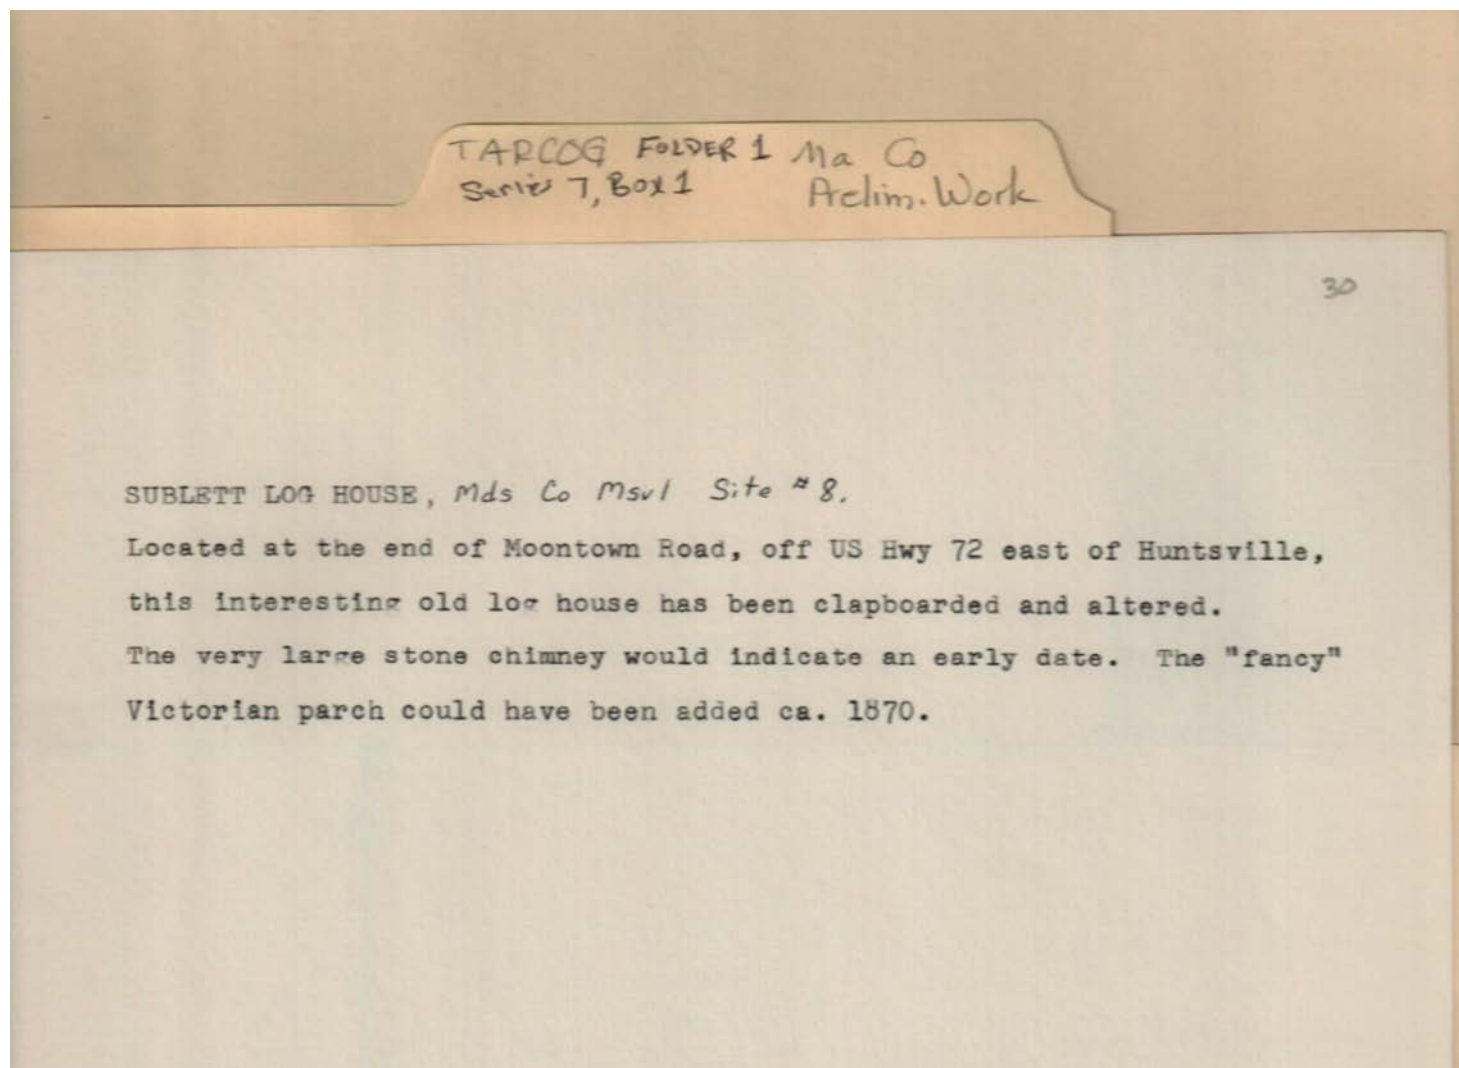 TARCOG FOLDER 1 Ma Co
Series 7, Box 1 Prelim. Work
30
SUBLETT LOG HOUSE, Mds Co Msvl Site # 8.
Located at the end of Moontown Road, off US Hwy 72 east of Huntsville,
this interesting old log house has been clapboarded and altered.
The very large stone chimney would indicate an early date. The "fancy"
Victorian parch could have been added ca. 1870.